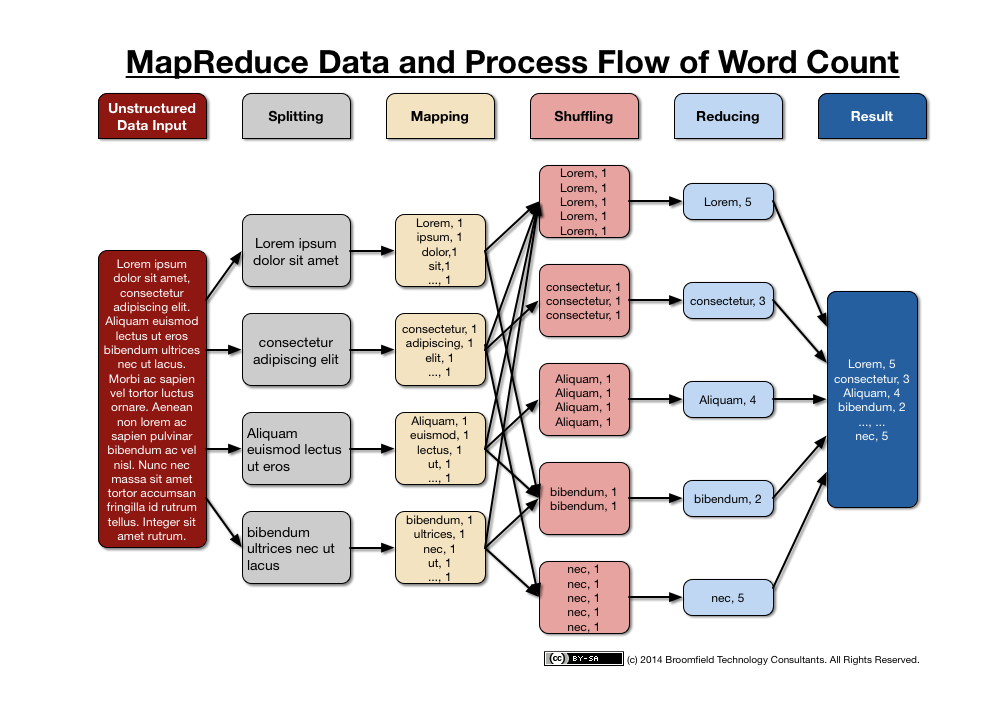 MapReduce Data and Process Flow of Word Count
Unstructured
Data Input
Splitting
Mapping
Shuffling
Reducing
Result
Lorem ipsum
dolor sit amet,
consectetur
adipiscing elit.
Aliquam euismod
lectus ut eros
bibendum ultrices
nec ut lacus.
Morbi ac sapien
vel tortor luctus
ornare. Aenean
non lorem ac
sapien pulvinar
bibendum ac vel
nisl. Nunc nec
massa sit amet
tortor accumsan
fringilla id rutrum
tellus. Integer sit
amet rutrum.
Lorem ipsum
dolor sit amet
consectetur
adipiscing elit
Aliquam
euismod lectus
ut eros
bibendum
ultrices nec ut
lacus
Lorem, 1
ipsum, 1
dolor,1
sit,1
..., 1
consectetur, 1
adipiscing, 1
elit, 1
..., 1
Aliquam, 1
euismod, 1
lectus, 1
ut, 1
..., 1
bibendum, 1
ultrices, 1
nec, 1
ut, 1
..., 1
Lorem, 1
Lorem, 1
Lorem, 1
Lorem, 1
Lorem, 1
consectetur, 1
consectetur, 1
consectetur, 1
Aliquam, 1
Aliquam, 1
Aliquam, 1
Aliquam, 1
bibendum, 1
bibendum, 1
nec, 1
nec, 1
nec, 1
nec, 1
nec, 1
Lorem, 5
consectetur, 3
Aliquam, 4
bibendum, 2
nec, 5
Lorem, 5
consectetur, 3
Aliquam, 4
bibendum, 2
..., ...
nec, 5
cc BY-SA (c) 2014 Broomfield Technology Consultants. All Rights Reserved.